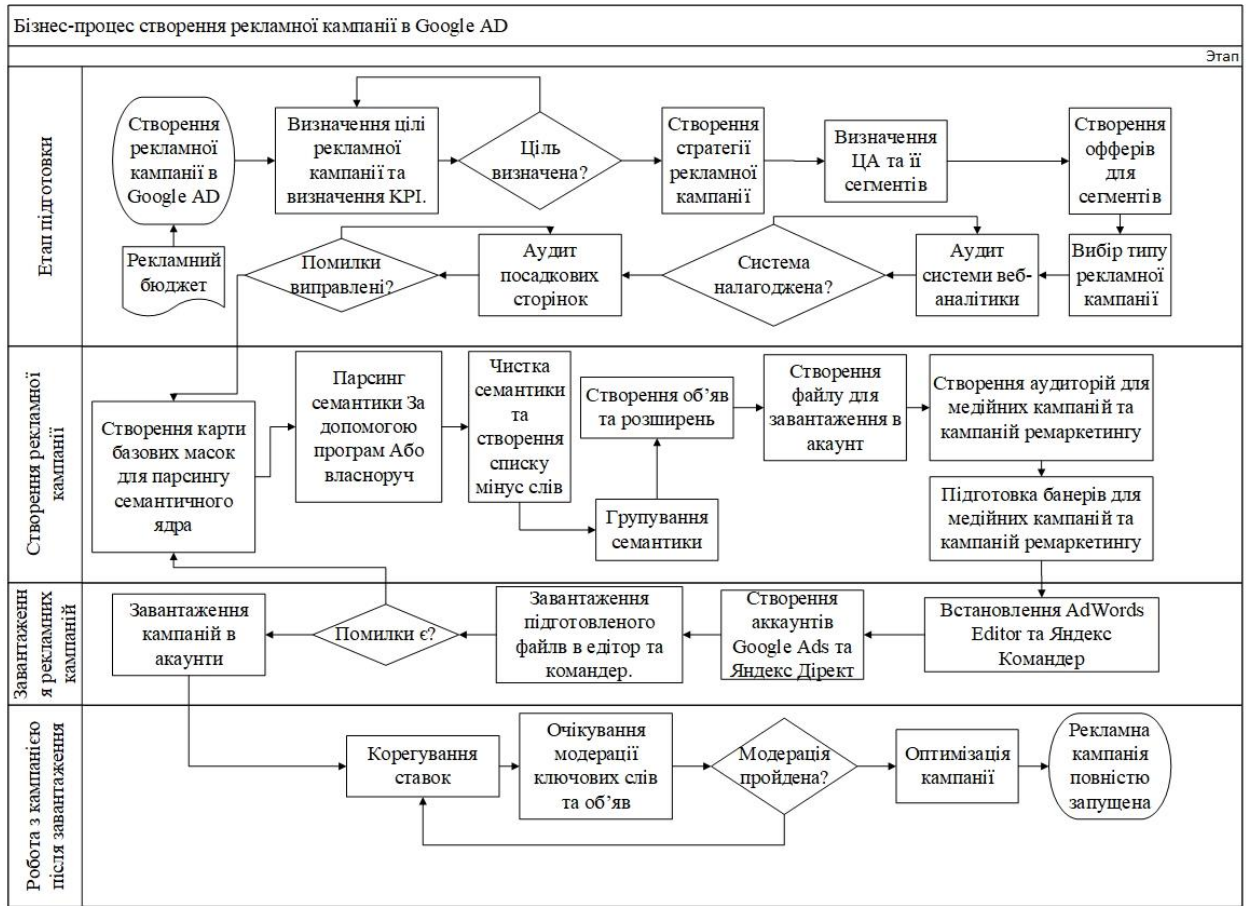 Бізнес-процес створення рекламної кампанії в Google AD
Этап
Етап підготовки
Створення
рекламної
кампанії в
Google AD
Визначення цілі
рекламної
кампанії та
визначення KPI.
Ціль
визначена?
Створення
стратегії
рекламної
кампанії
Визначення
ЦА та її
сегментів
Створення
офферів
для
сегментів
Рекламний
бюджет
Помилки
виправлені?
Аудит
посадкових
сторінок
Система
налагоджена?
Аудит
системи веб-
аналітики
Вибір типу
рекламної
кампанії
Створення рекламної
кампанії
Створення карти
базових масок
для парсингу
семантичного
ядра
Парсинг
семантики За
допомогою
програм Або
власноруч
Чистка
семантики
та
створення
списку
мінус слів
Групування
семантики
Створення об’яв
та розширень
Створення
файлу для
завантаження в
акаунт
Створення аудиторій для
медійних кампаній та
кампаній ремаркетингу
Підготовка банерів для
медійних кампаній та
кампаній ремаркетингу
Завантаженн
я рекламних
кампаній
Завантаження
кампаній в
акаунти
Помилки є?
Завантаження
підготовленого
файлв в едітор та
командер.
Створення
аккаунтів
Google Ads та
Яндекс Дірект
Встановлення AdWords
Editor та Яндекс
Командер
Робота з кампанією
після завантаження
Корегування
ставок
Очікування
модерації
ключових слів
та об’яв
Модерація
пройдена?
Оптимізація
кампанії
Рекламна
кампанія
повністю
запущена